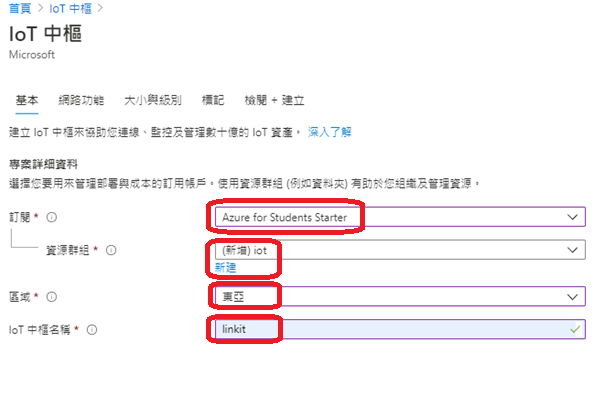 首頁 > IoT 中樞 >
IoT 中樞
Microsoft
基本 網路功能 大小與級別 標記 檢閱 + 建立
建立 IoT 中樞來協助您連線、監控及管理數十億的 IoT 資產。 深入了解
專案詳細資料
選擇您要用來管理部署與成本的訂用帳戶。使用資源群組 (例如資料夾) 有助於您組織及管理資源。
訂閱 * Azure for Students Starter
資源群組 * (新增) iot
新建
區域 * 東亞
IoT 中樞名稱 * linkit